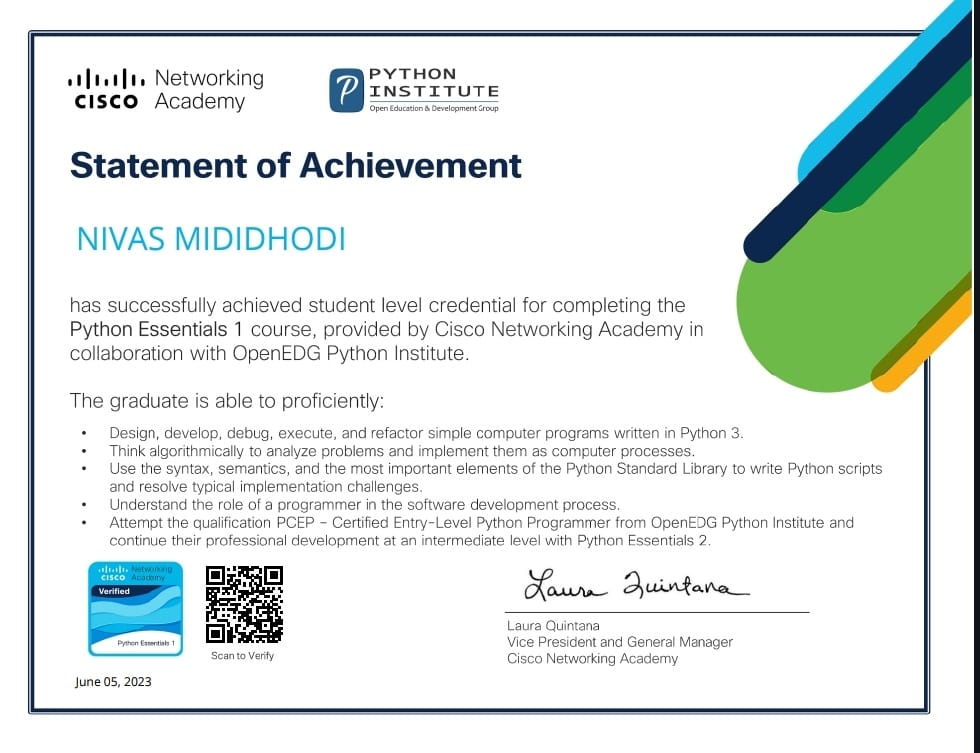 CISCO Networking Academy
PYTHON INSTITUTE
Open Education & Development Group
Statement of Achievement
NIVAS MIDIDHODI
has successfully achieved student level credential for completing the
Python Essentials 1 course, provided by Cisco Networking Academy in
collaboration with OpenEDG Python Institute.
The graduate is able to proficiently:
• Design, develop, debug, execute, and refactor simple computer programs written in Python 3.
• Think algorithmically to analyze problems and implement them as computer processes.
• Use the syntax, semantics, and the most important elements of the Python Standard Library to write Python scripts
and resolve typical implementation challenges.
• Understand the role of a programmer in the software development process.
• Attempt the qualification PCEP – Certified Entry-Level Python Programmer from OpenEDG Python Institute and
continue their professional development at an intermediate level with Python Essentials 2.
CISCO Networking Academy
Verified
Python Essentials 1
Scan to Verify
June 05, 2023
Laura Quintana
Laura Quintana
Vice President and General Manager
Cisco Networking Academy